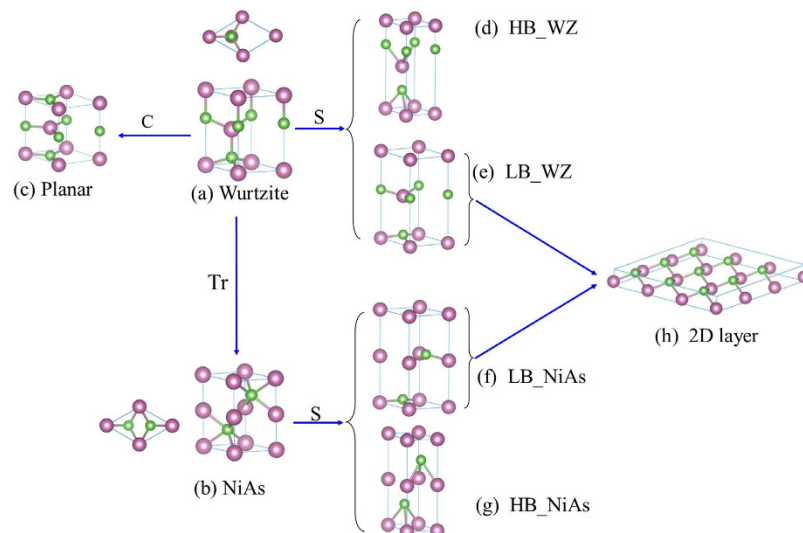 (d) HB_WZ
C
S
(c) Planar
(a) Wurtzite
(e) LB_WZ
Tr
(h) 2D layer
(f) LB_NiAs
S
(b) NiAs
(g) HB_NiAs